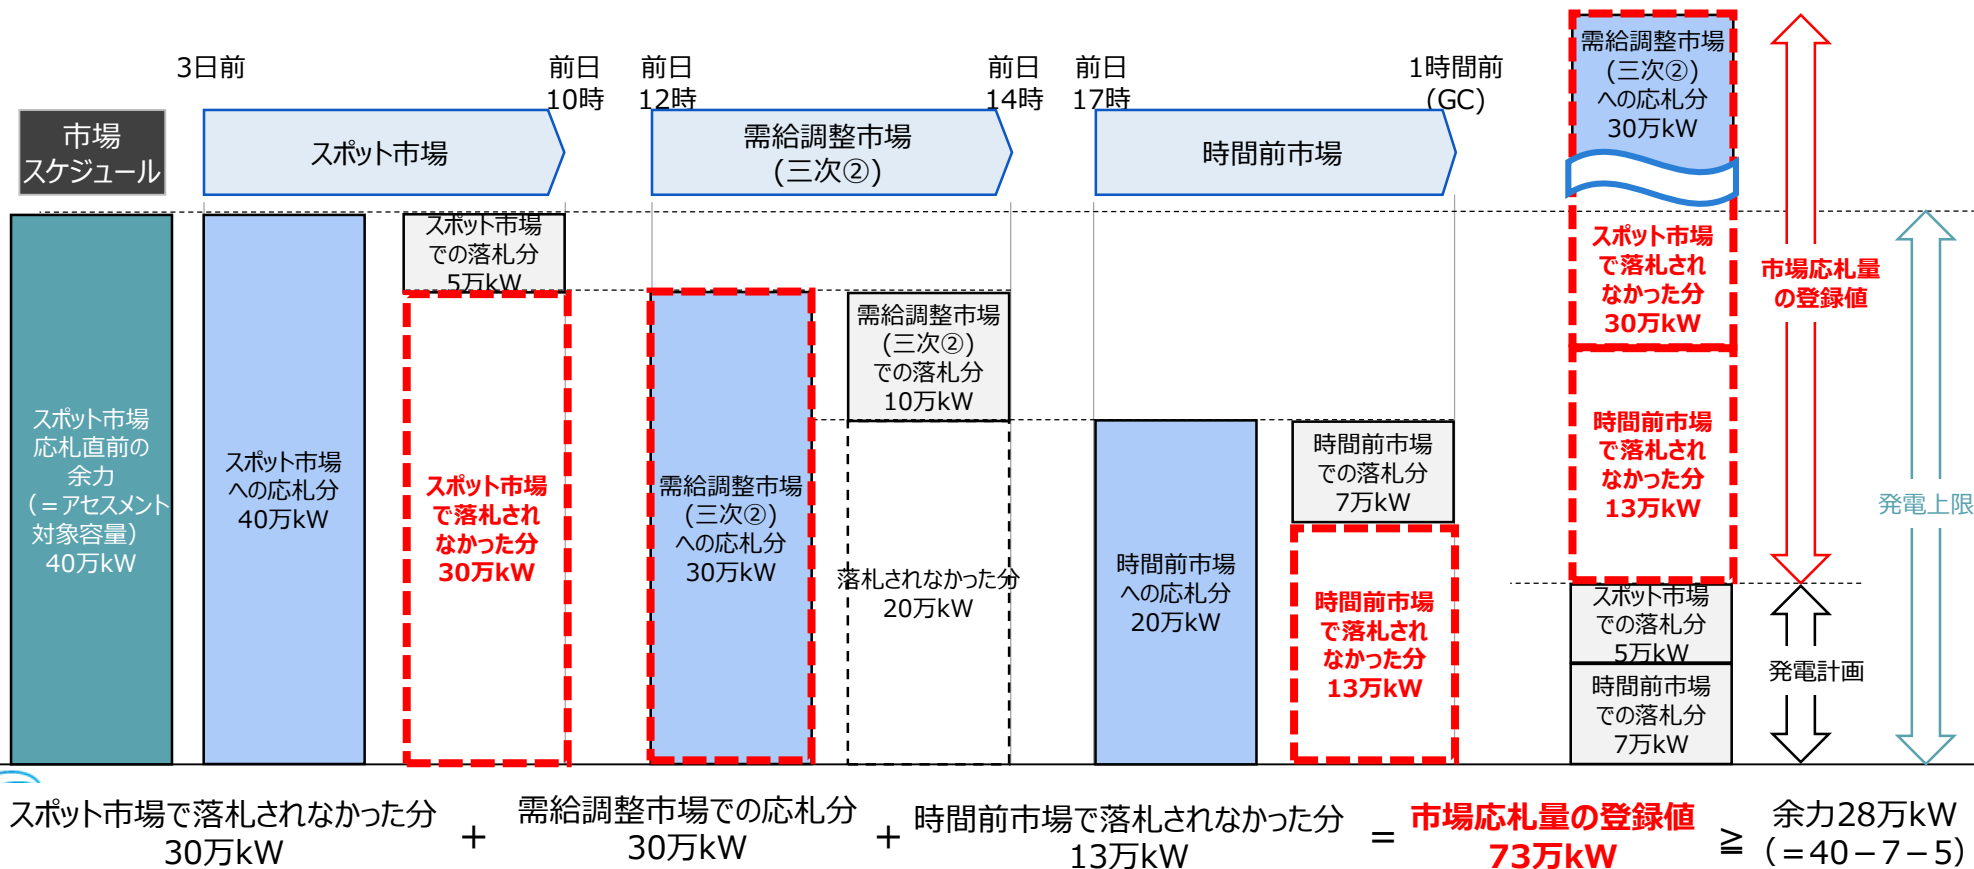 3日前
前日
10時
前日
12時
前日
14時
前日
17時
1時間前
(GC)
市場
スケジュール
スポット市場
需給調整市場
(三次②)
時間前市場
スポット市場
応札直前の
余力
(=アセスメント
対象容量)
40万kW
スポット市場
への応札分
40万kW
スポット市場
での落札分
5万kW
スポット市場
で落札され
なかった分
30万kW
需給調整市場
(三次②)
への応札分
30万kW
需給調整市場
(三次②)
での落札分
10万kW
落札されなかった分
20万kW
時間前市場
への応札分
20万kW
時間前市場
での落札分
7万kW
時間前市場
で落札され
なかった分
13万kW
需給調整市場
(三次②)
への応札分
30万kW
スポット市場
で落札され
なかった分
30万kW
時間前市場
で落札され
なかった分
13万kW
スポット市場
での落札分
5万kW
時間前市場
での落札分
7万kW
市場応札量
の登録値
発電計画
発電上限
スポット市場で落札されなかった分
30万kW
+
需給調整市場での応札分
30万kW
+
時間前市場で落札されなかった分
13万kW
=
市場応札量の登録値
73万kW
≧
余力28万kW
(=40-7-5)